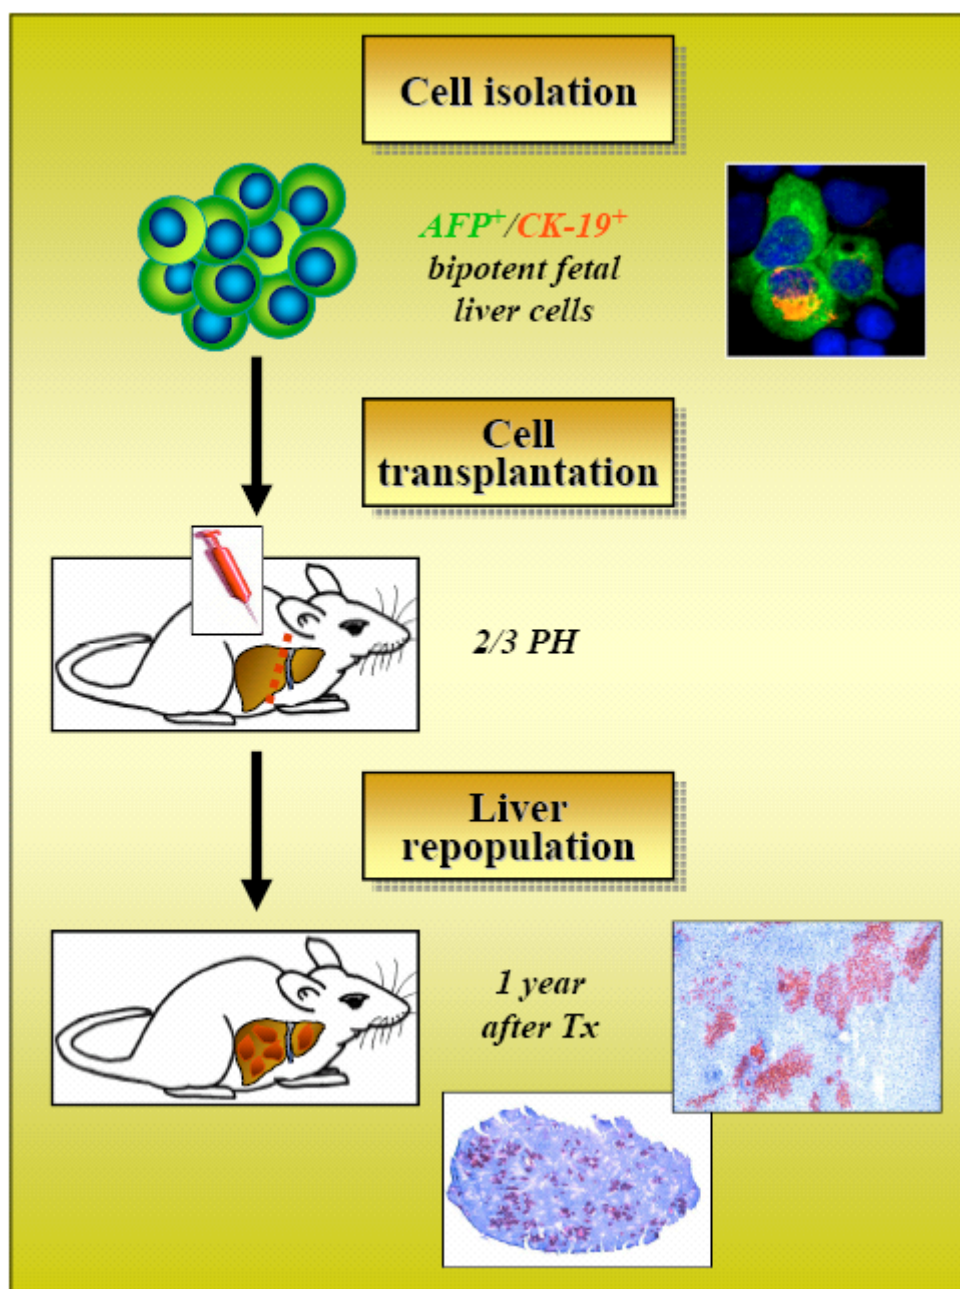 Cell isolation
AFP⁺/CK-19⁺
bipotent fetal
liver cells
Cell
transplantation
2/3 PH
Liver
repopulation
1 year
after Tx